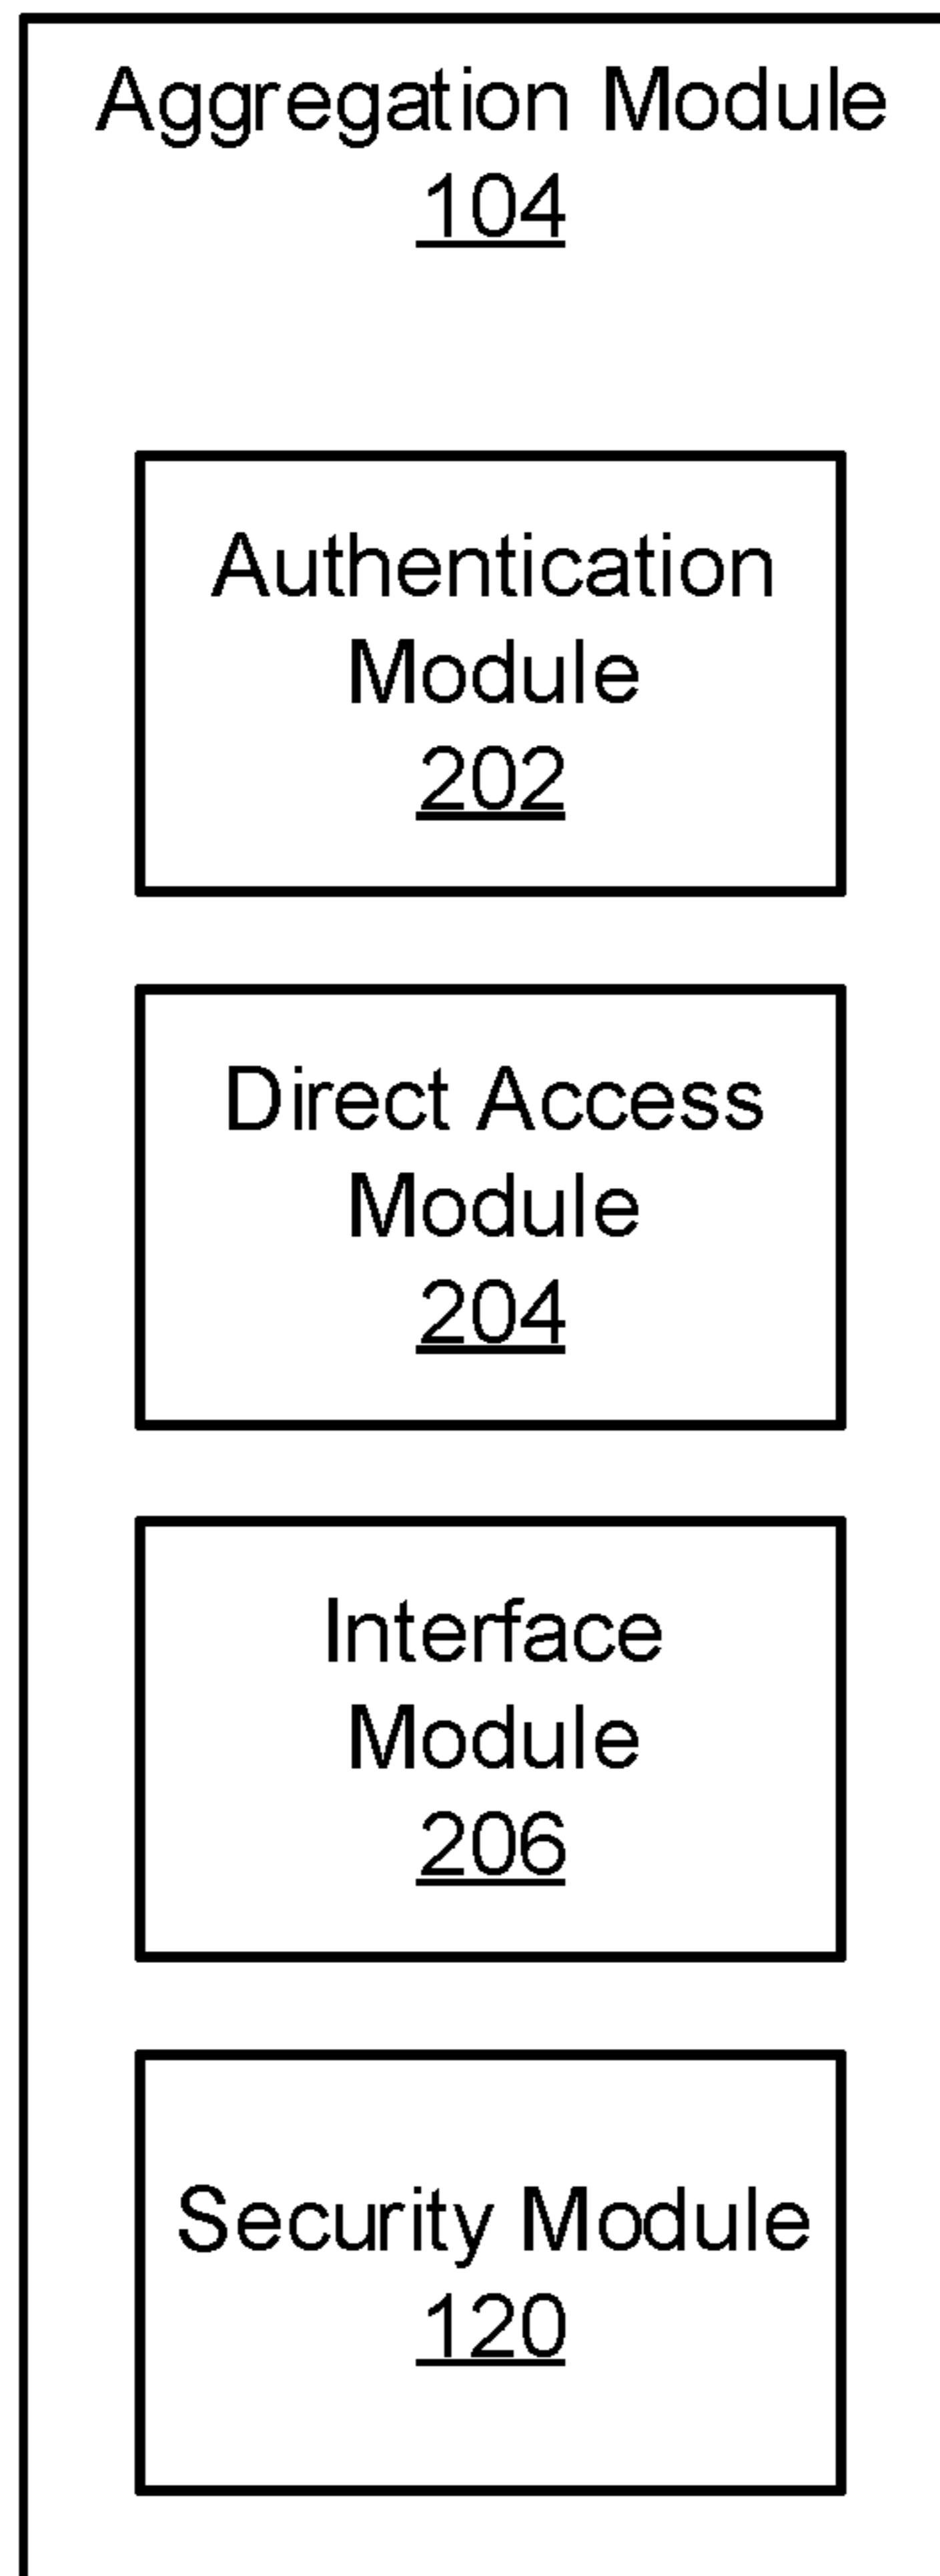 Aggregation Module
104
Authentication
Module
202
Direct Access
Module
204
Interface
Module
206
Security Module
120